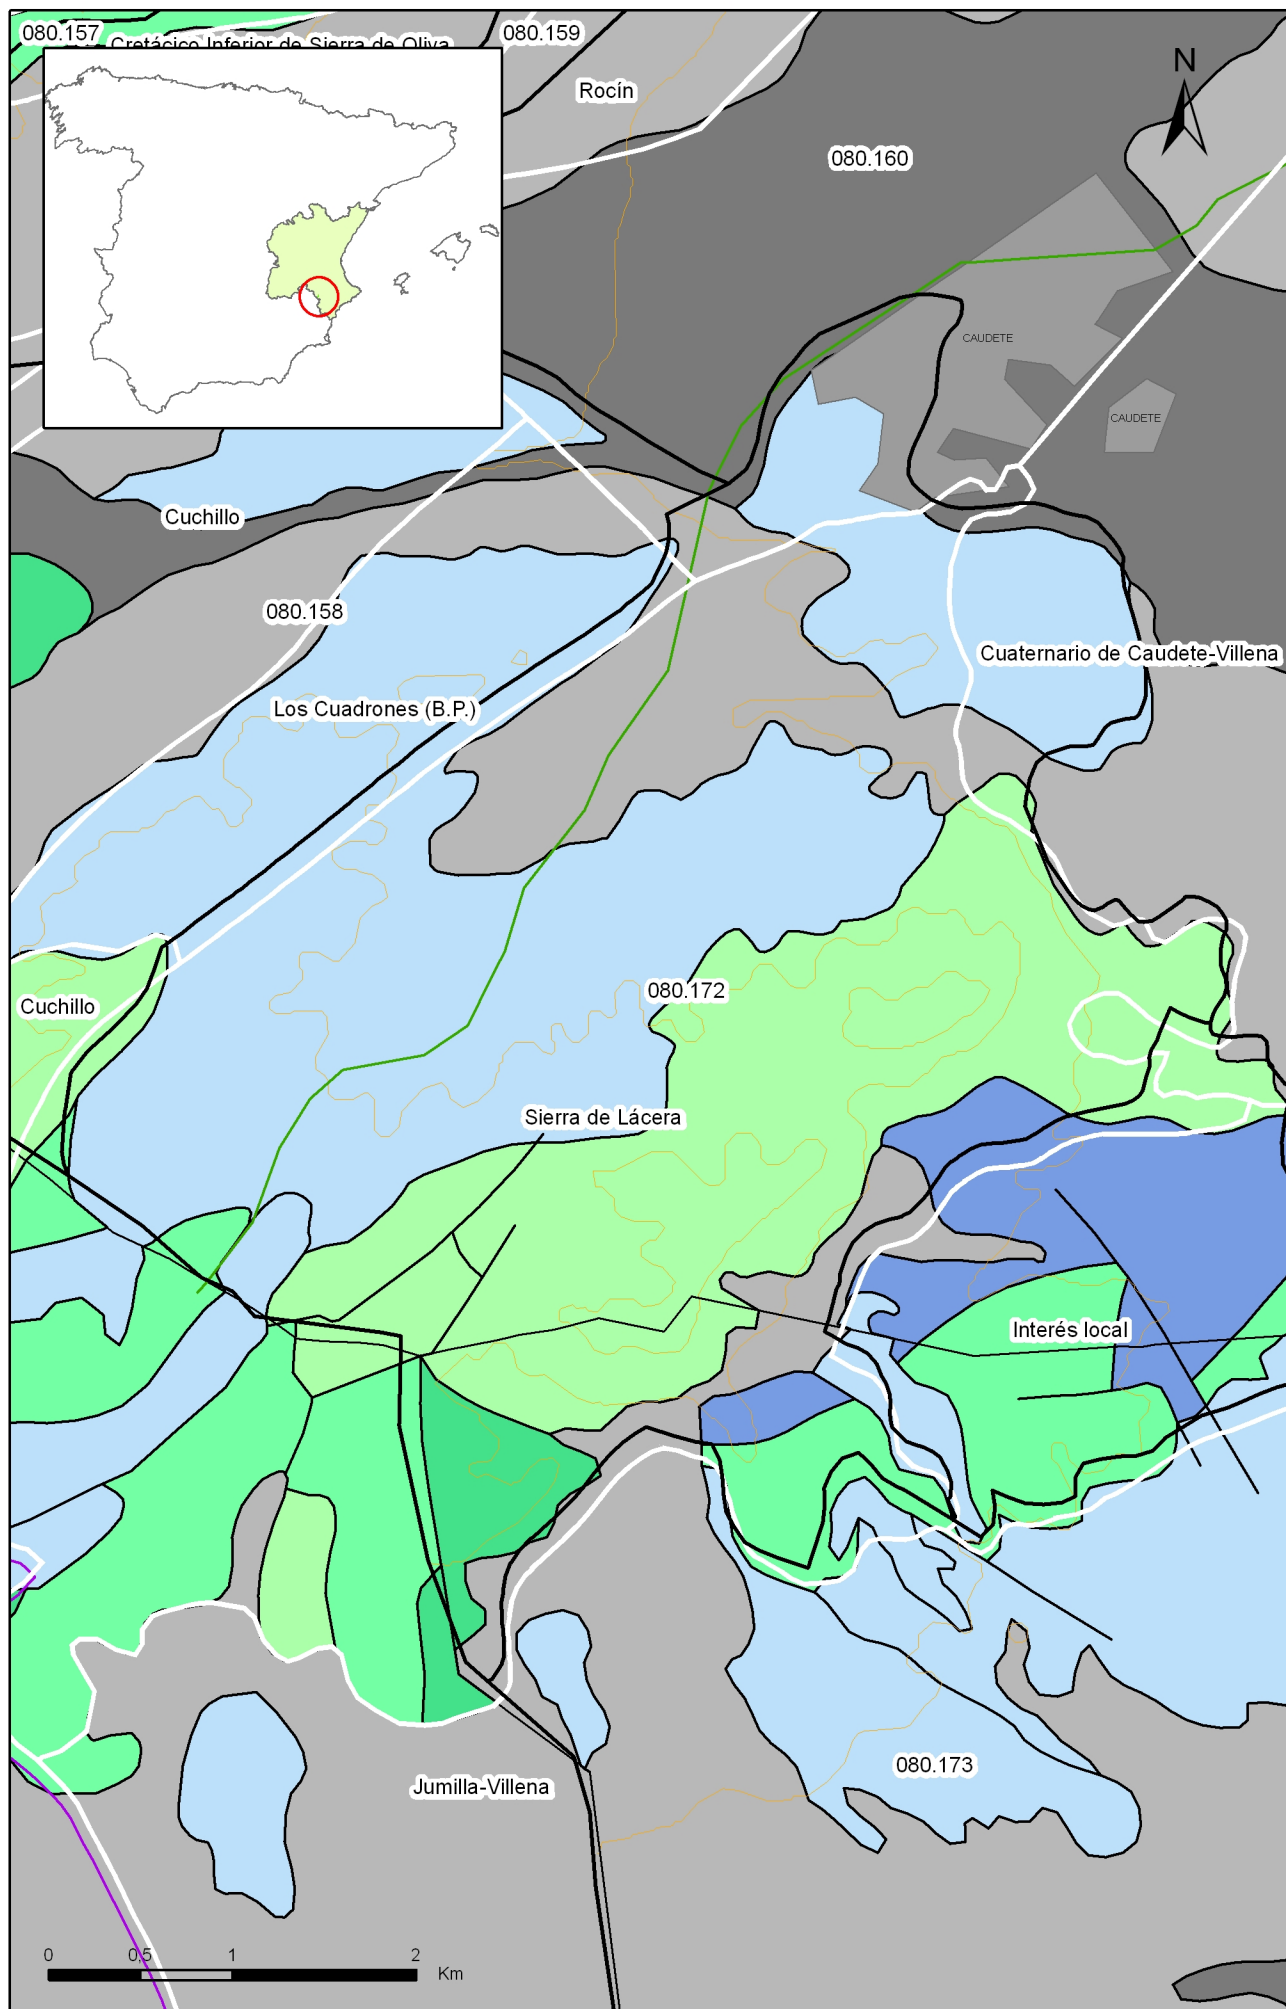 080.157
080.159
Cretácico Inferior de Sierra de Oliva
N
Rocín
080.160
CAUDETE
CAUDETE
Cuchillo
080.158
Cuaternario de Caudete-Villena
Los Cuadrones (B.P.)
080.172
Cuchillo
Sierra de Lácera
Interés local
080.173
Jumilla-Villena
0 0,5 1 2
Km